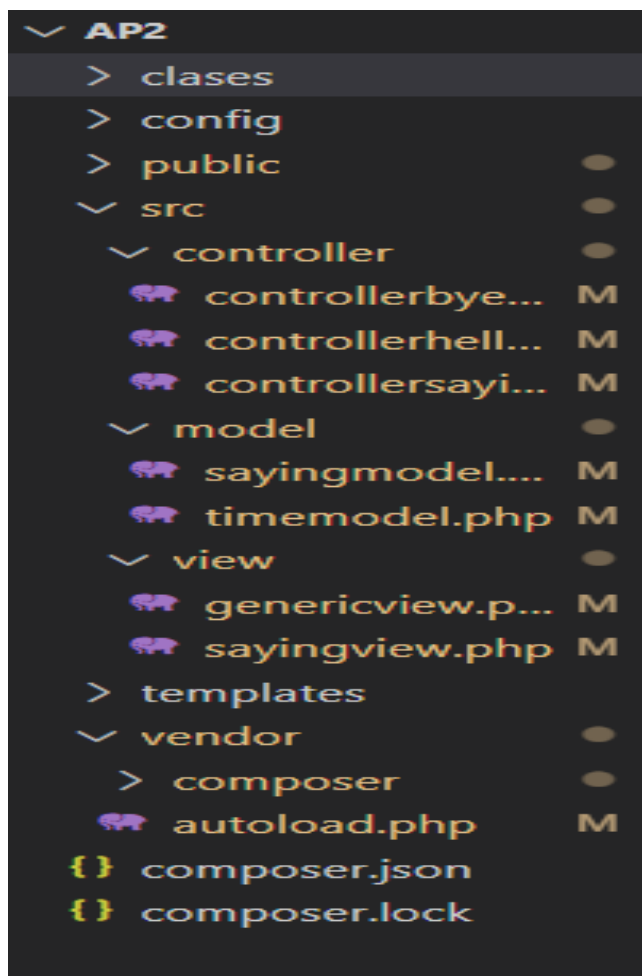 AP2
clases
config
public
src
controller
controllerbye... M
controllerhell... M
controllersayi... M
model
sayingmodel.... M
timemodel.php M
view
genericview.p... M
sayingview.php M
templates
vendor
composer
autoload.php M
{} composer.json
{} composer.lock